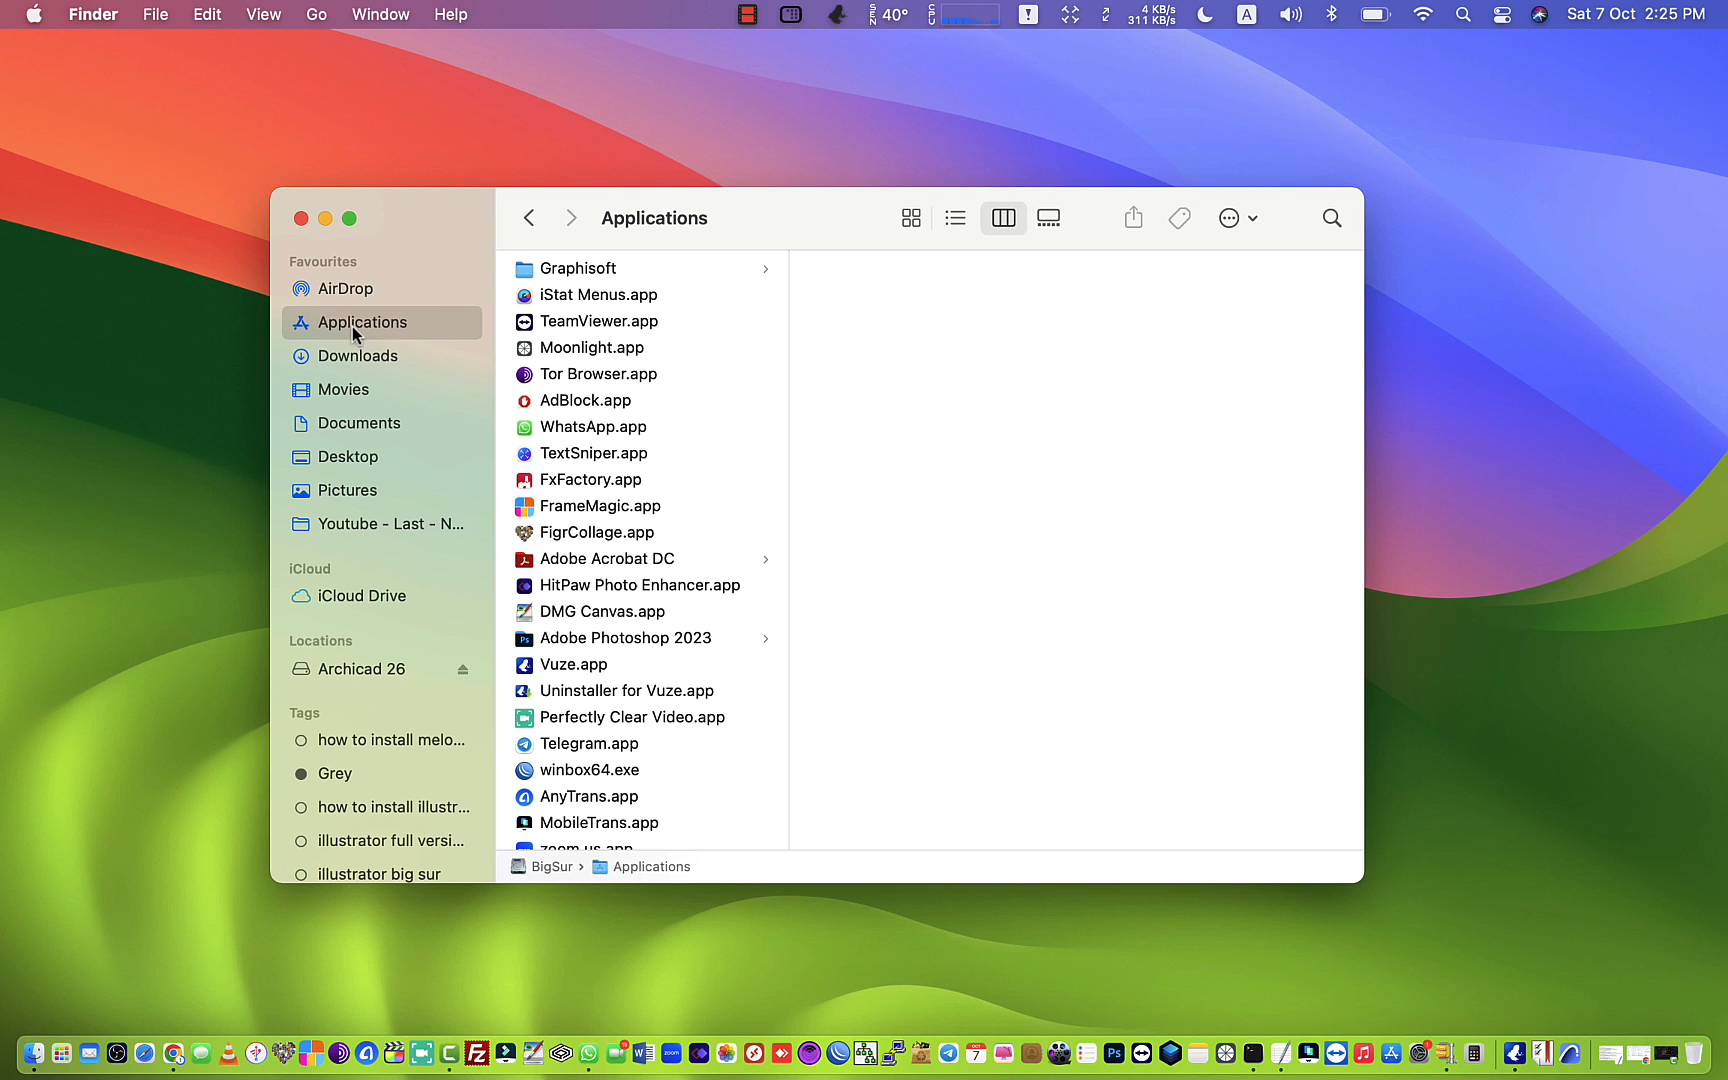 Finder File Edit View Go Window Help
SEN 40° CPU 4 KB/s 311 KB/s A Sat 7 Oct 2:25 PM
Applications
Favourites
AirDrop
Applications
Downloads
Movies
Documents
Desktop
Pictures
Youtube - Last - N...
iCloud
iCloud Drive
Locations
Archicad 26
Tags
how to install melo...
Grey
how to install illustr...
illustrator full versi...
illustrator big sur
Graphisoft
iStat Menus.app
TeamViewer.app
Moonlight.app
Tor Browser.app
AdBlock.app
WhatsApp.app
TextSniper.app
FxFactory.app
FrameMagic.app
FigrCollage.app
Adobe Acrobat DC
HitPaw Photo Enhancer.app
DMG Canvas.app
Adobe Photoshop 2023
Vuze.app
Uninstaller for Vuze.app
Perfectly Clear Video.app
Telegram.app
winbox64.exe
AnyTrans.app
MobileTrans.app
zoom.us.app
BigSur › Applications